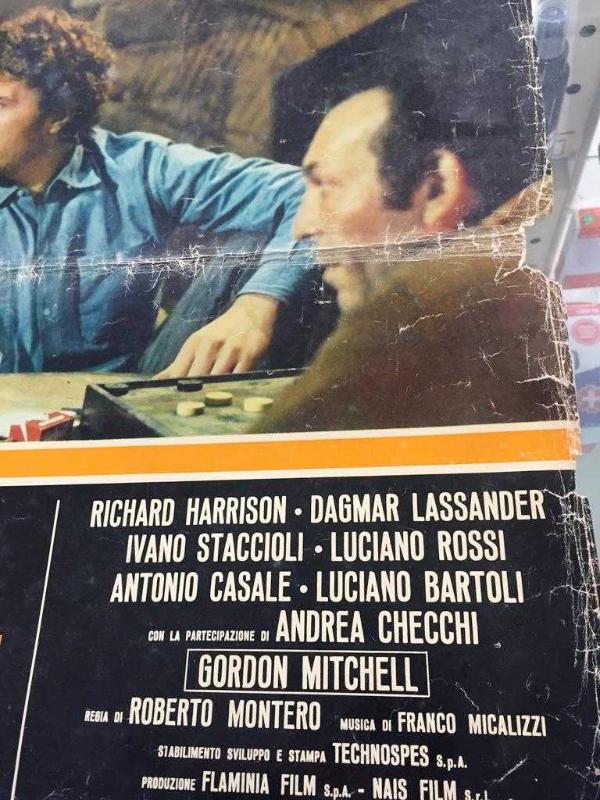 RICHARD HARRISON • DAGMAR LASSANDER
IVANO STACCIOLI • LUCIANO ROSSI
ANTONIO CASALE • LUCIANO BARTOLI
CON LA PARTECIPAZIONE DI ANDREA CHECCHI
GORDON MITCHELL
REGIA DI ROBERTO MONTERO MUSICA DI FRANCO MICALIZZI
STABILIMENTO SVILUPPO E STAMPA TECHNOSPES S.p.A.
PRODUZIONE FLAMINIA FILM S.p.A. - NAIS FILM s.r.l.